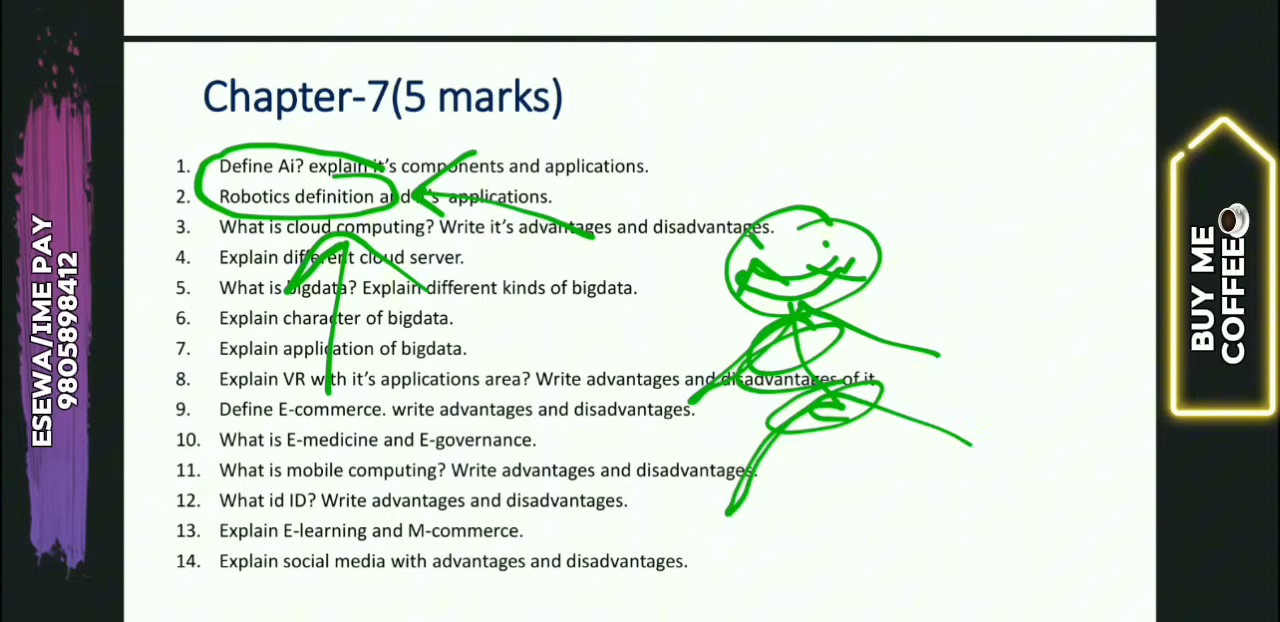 ESEWA/IME PAY
9805898412
Chapter-7(5 marks)
1. Define Ai? explain it's components and applications.
2. Robotics definition and it's applications.
3. What is cloud computing? Write it's advantages and disadvantages.
4. Explain different cloud server.
5. What is bigdata? Explain different kinds of bigdata.
6. Explain character of bigdata.
7. Explain application of bigdata.
8. Explain VR with it's applications area? Write advantages and disadvantages of it.
9. Define E-commerce. write advantages and disadvantages.
10. What is E-medicine and E-governance.
11. What is mobile computing? Write advantages and disadvantages.
12. What id ID? Write advantages and disadvantages.
13. Explain E-learning and M-commerce.
14. Explain social media with advantages and disadvantages.
BUY ME
COFFEE